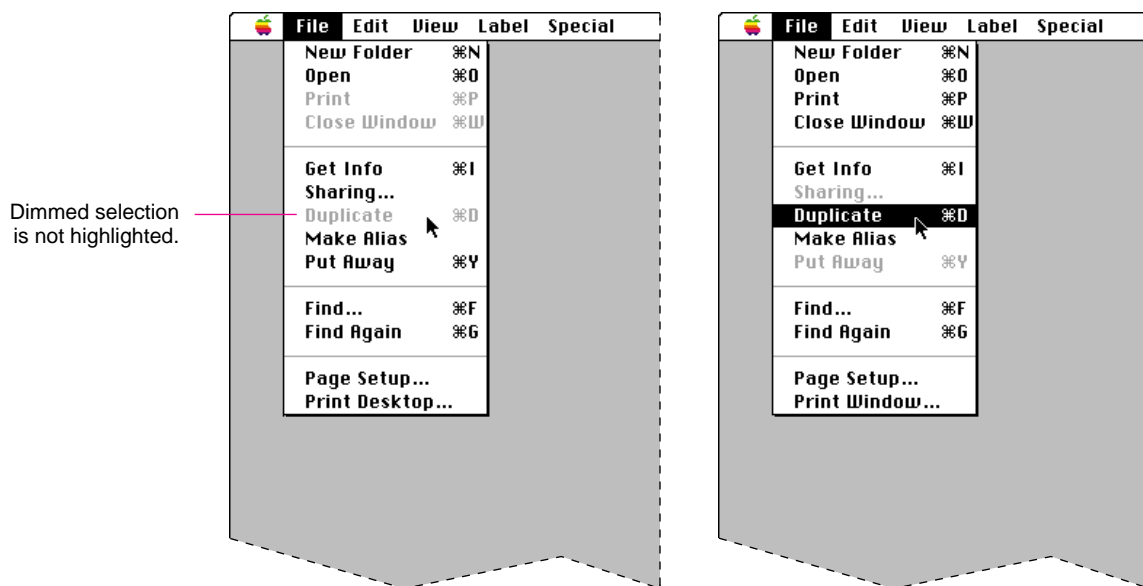 File Edit View Label Special
New Folder ⌘N
Open ⌘O
Print ⌘P
Close Window ⌘W
Get Info ⌘I
Sharing...
Dimmed selection
is not highlighted.
Duplicate ⌘D
Make Alias
Put Away ⌘Y
Find... ⌘F
Find Again ⌘G
Page Setup...
Print Desktop...
File Edit View Label Special
New Folder ⌘N
Open ⌘O
Print ⌘P
Close Window ⌘W
Get Info ⌘I
Sharing...
Duplicate ⌘D
Make Alias
Put Away ⌘Y
Find... ⌘F
Find Again ⌘G
Page Setup...
Print Window...